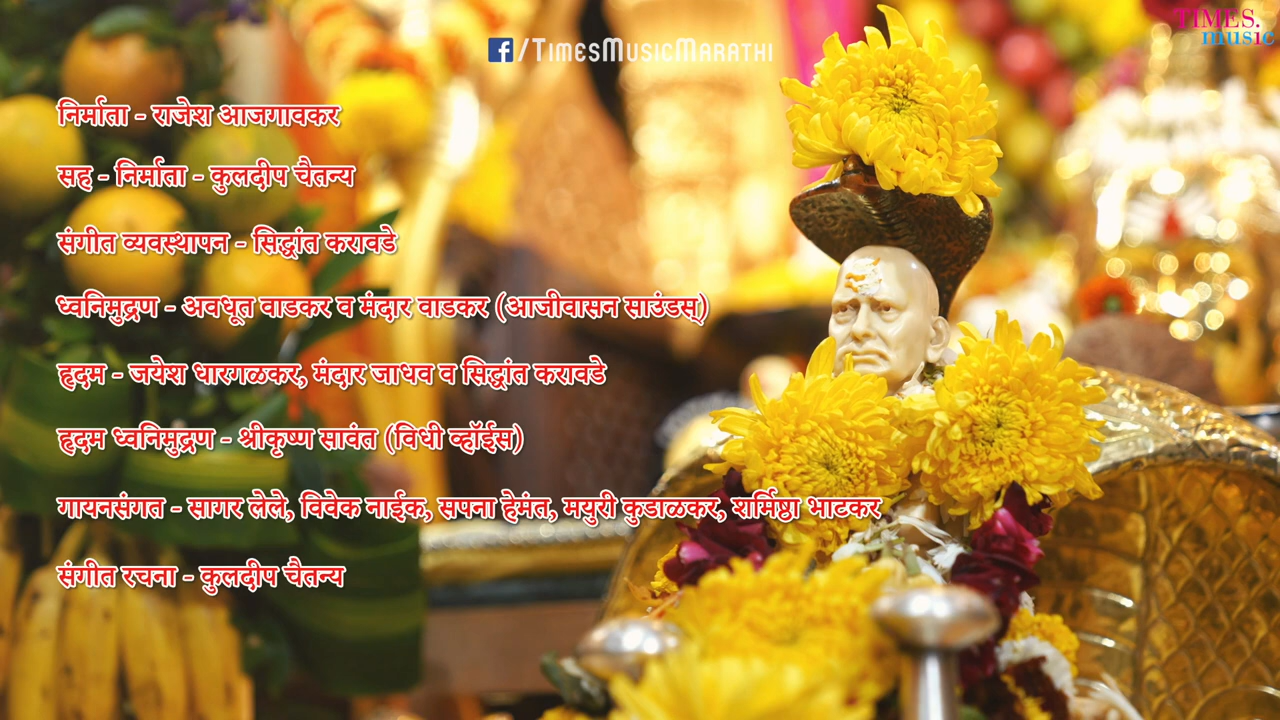 TIMES.
music
/TimesMusicMarathi
निर्माता - राजेश आजगावकर
सह - निर्माता - कुलदीप चैतन्य
संगीत व्यवस्थापन - सिद्धांत करावडे
ध्वनिमुद्रण - अवधूत वाडकर व मंदार वाडकर (आजीवासन साउंडस्)
हृदम - जयेश धारगळकर, मंदार जाधव व सिद्धांत करावडे
हृदम ध्वनिमुद्रण - श्रीकृष्ण सावंत (विधी व्हॉईस)
गायनसंगत - सागर लेले, विवेक नाईक, सपना हेमंत, मयुरी कुडाळकर, शर्मिष्ठा भाटकर
संगीत रचना - कुलदीप चैतन्य